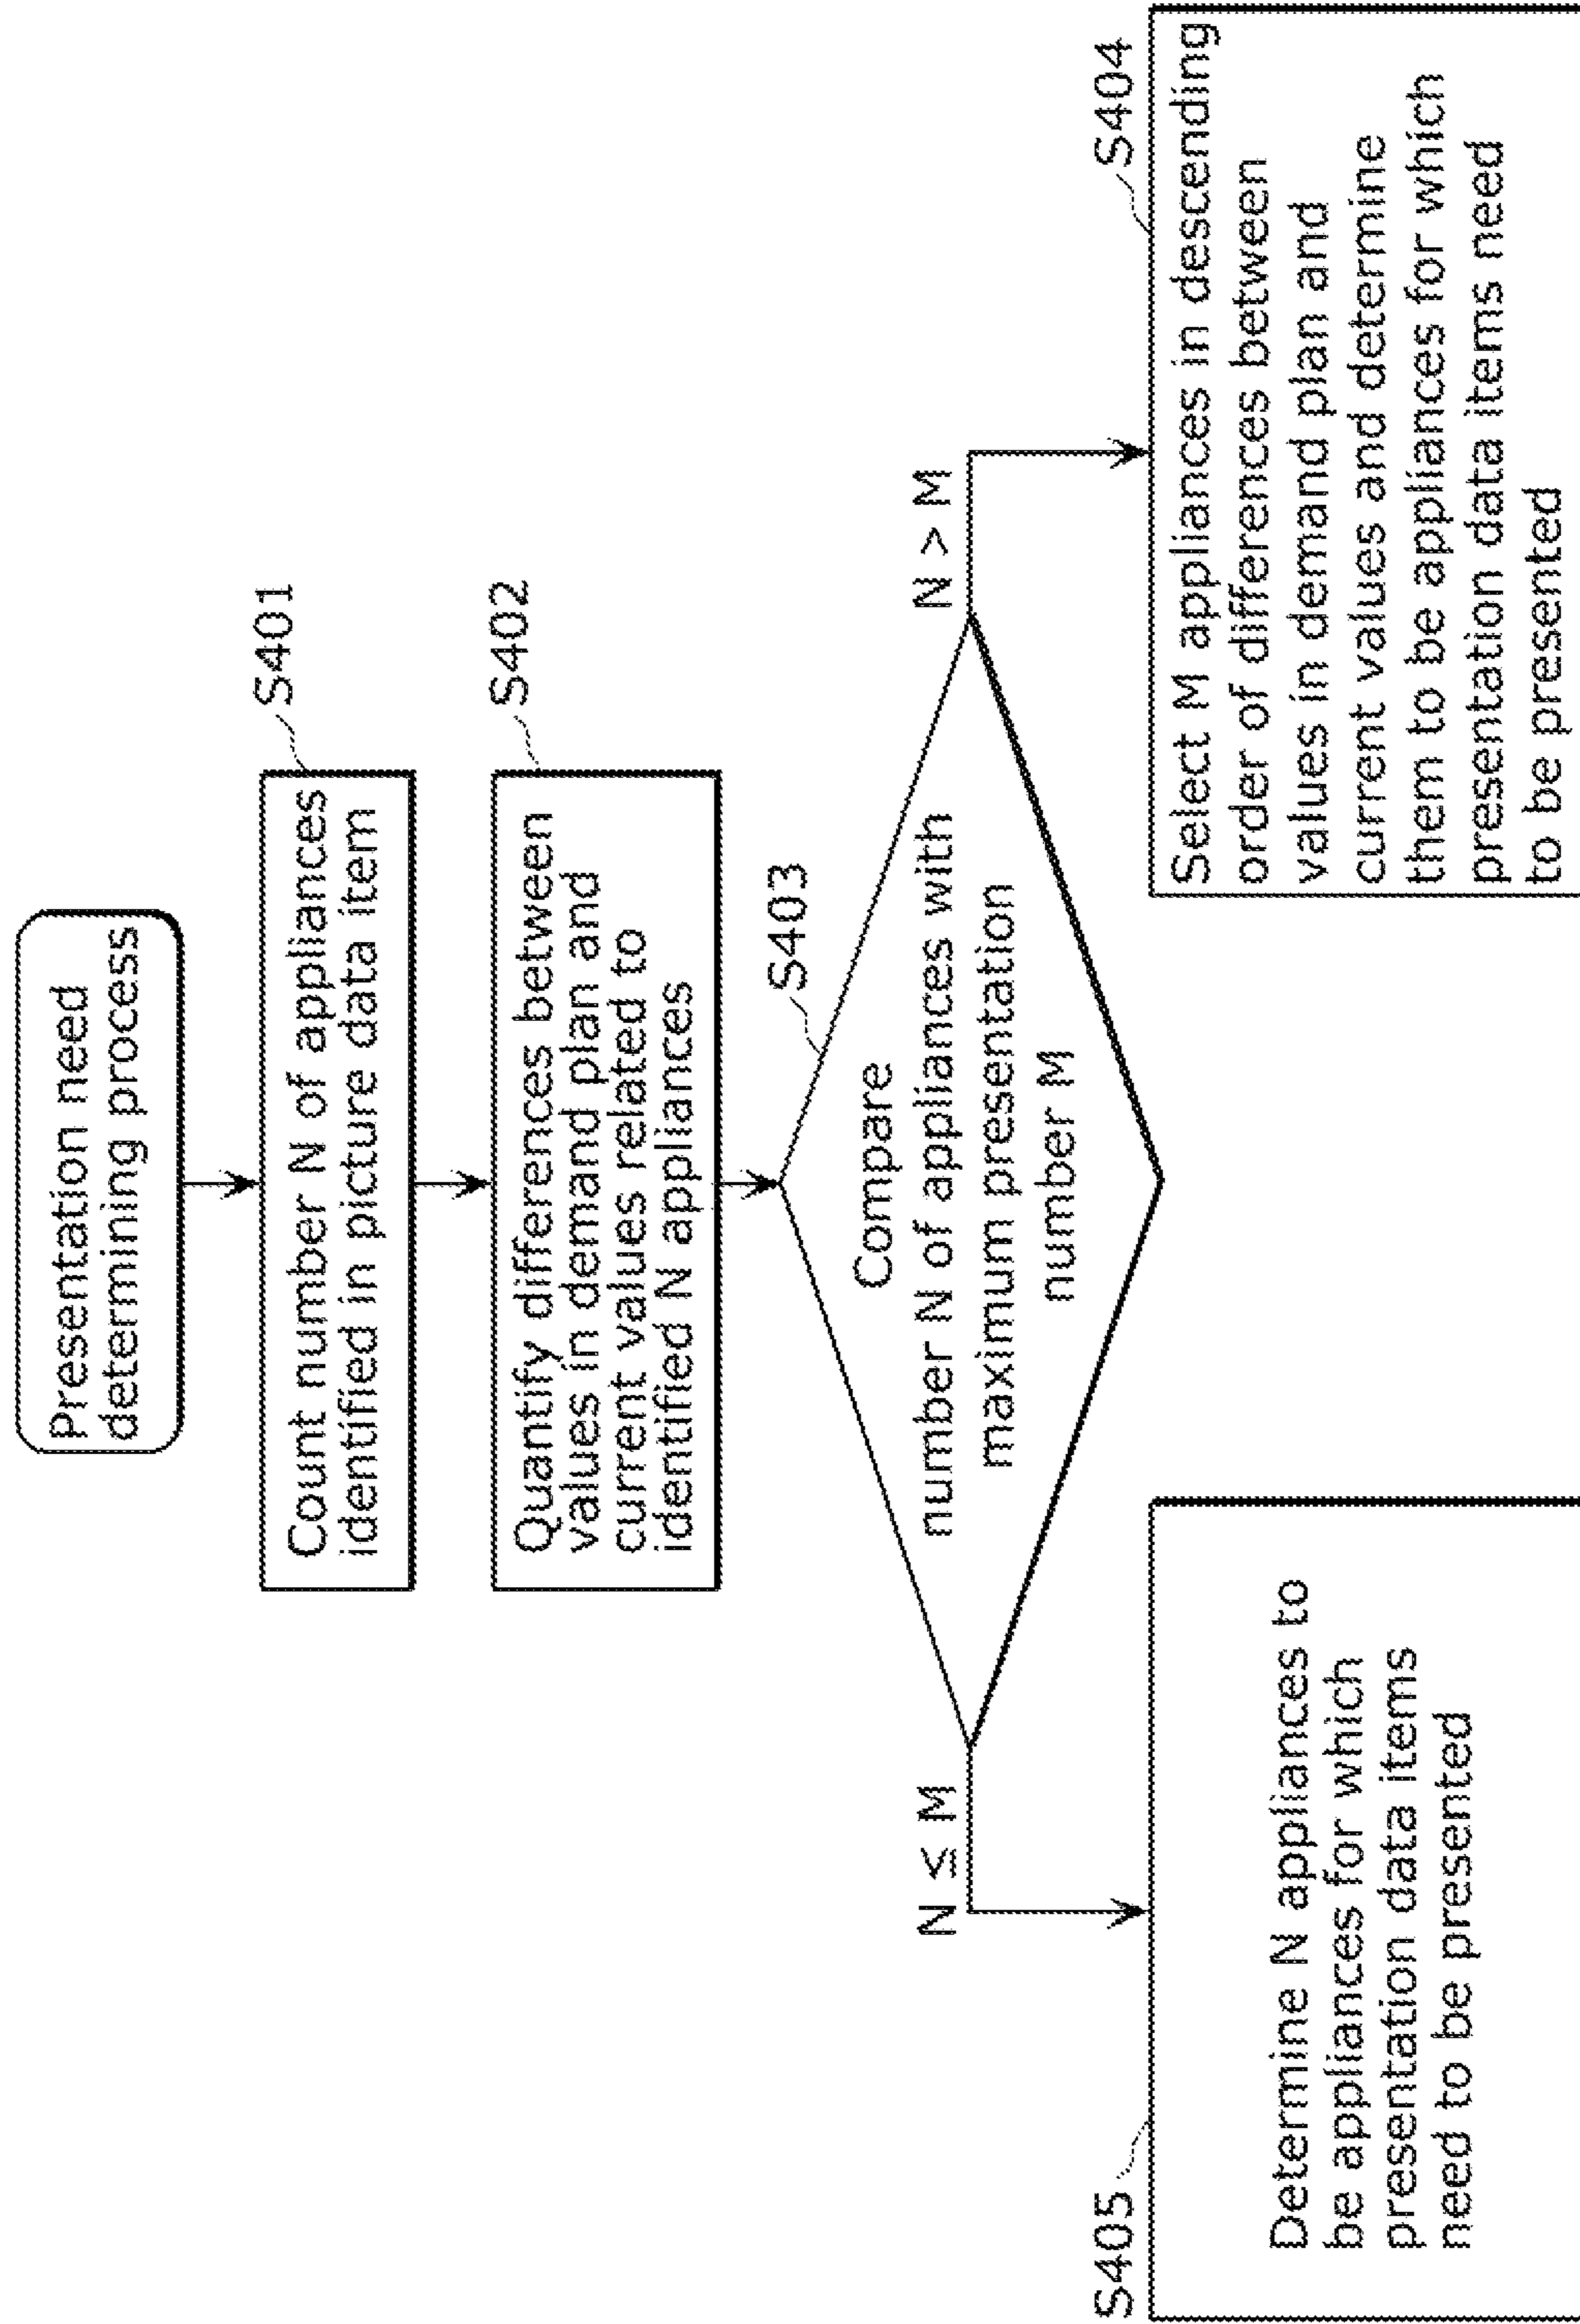 Presentation need
determining process
S401
Count number N of appliances
identified in picture data item
S402
Quantify differences between
values in demand plan and
current values related to
identified N appliances
S403
Compare
number N of appliances with
maximum presentation
number M
N ≦ M
N > M
S405
Determine N appliances to
be appliances for which
presentation data items
need to be presented
S404
Select M appliances in descending
order of differences between
values in demand plan and
current values and determine
them to be appliances for which
presentation data items need
to be presented